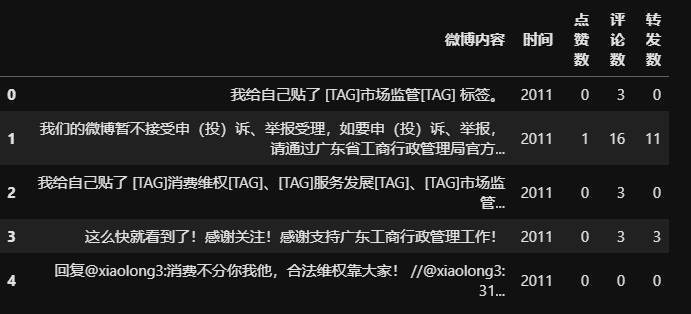 微博内容 时间 点赞数 评论数 转发数
0 我给自己贴了 [TAG]市场监管[TAG] 标签。 2011 0 3 0
1 我们的微博暂不接受申（投）诉、举报受理，如要申（投）诉、举报，
请通过广东省工商行政管理局官方... 2011 1 16 11
2 我给自己贴了 [TAG]消费维权[TAG]、[TAG]服务发展[TAG]、[TAG]市场监
管... 2011 0 3 0
3 这么快就看到了！感谢关注！感谢支持广东工商行政管理工作！ 2011 0 3 3
4 回复@xiaolong3:消费不分你我他，合法维权靠大家！ //@xiaolong3:
31... 2011 0 0 0